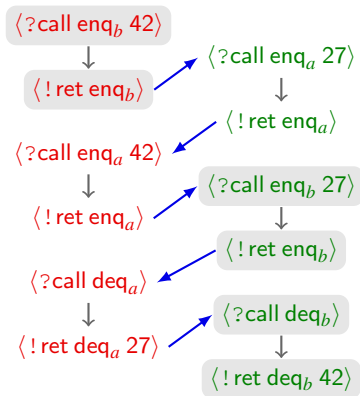 ⟨?call enq_b 42⟩
⟨?call enq_a 27⟩
⟨! ret enq_b⟩
⟨! ret enq_a⟩
⟨?call enq_a 42⟩
⟨?call enq_b 27⟩
⟨! ret enq_a⟩
⟨! ret enq_b⟩
⟨?call deq_a⟩
⟨?call deq_b⟩
⟨! ret deq_a 27⟩
⟨! ret deq_b 42⟩